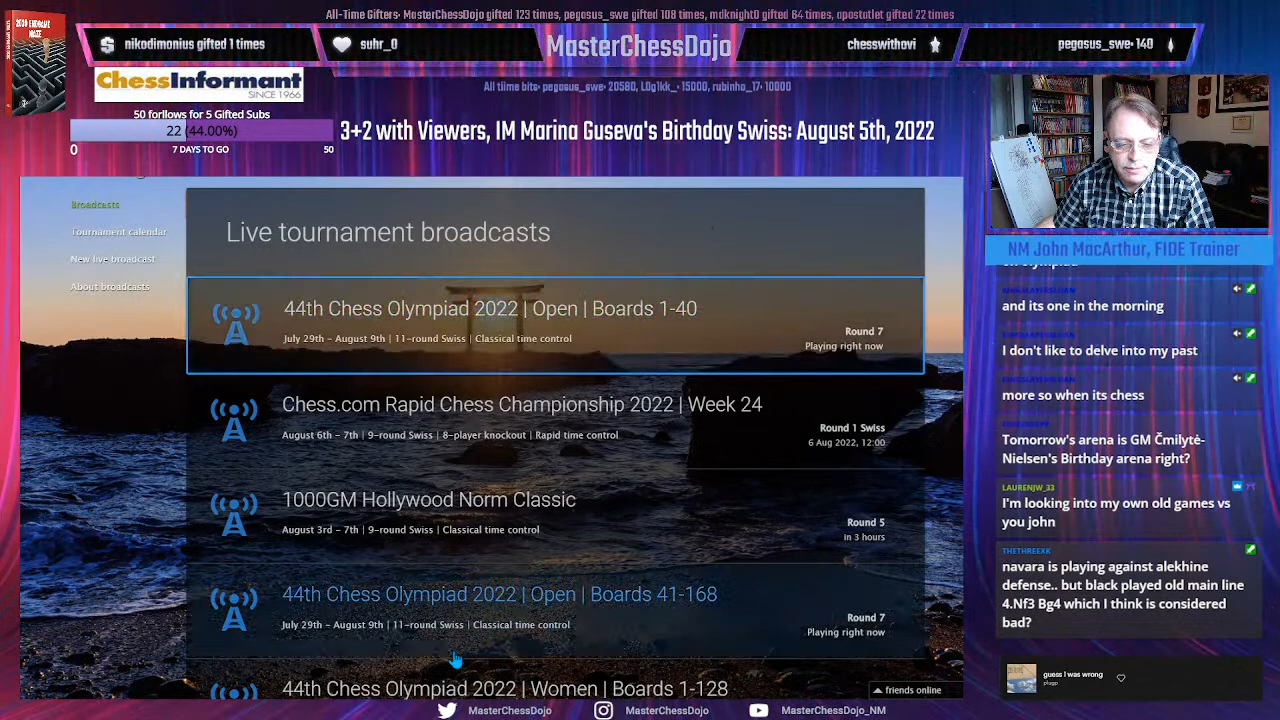 All-Time Gifters• MasterChessDojo gifted 123 times, pegasus_swe gifted 108 times, mdknight0 gifted 84 times, apostatlet gifted 22 times
nikodimonius gifted 1 times
suhr_0
MasterChessDojo
chesswithovi
pegasus_swe• 140
ChessInformant
SINCE 1966
All tiime bits• pegasus_swe• 20580, L0g1kk_• 15000, rubinho_17• 10000
50 forllows for 5 Gifted Subs
22 (44.00%)
0
7 DAYS TO GO
50
3+2 with Viewers, IM Marina Guseva's Birthday Swiss: August 5th, 2022
Broadcasts
Tournament calendar
New live broadcast
About broadcasts
Live tournament broadcasts
44th Chess Olympiad 2022 | Open | Boards 1-40
July 29th - August 9th | 11-round Swiss | Classical time control
Round 7
Playing right now
Chess.com Rapid Chess Championship 2022 | Week 24
August 6th - 7th | 9-round Swiss | 8-player knockout | Rapid time control
Round 1 Swiss
6 Aug 2022, 12:00
1000GM Hollywood Norm Classic
August 3rd - 7th | 9-round Swiss | Classical time control
Round 5
in 3 hours
44th Chess Olympiad 2022 | Open | Boards 41-168
July 29th - August 9th | 11-round Swiss | Classical time control
Round 7
Playing right now
44th Chess Olympiad 2022 | Women | Boards 1-128
friends online
NM John MacArthur, FIDE Trainer
and its one in the morning
I don't like to delve into my past
more so when its chess
Tomorrow's arena is GM Čmilytė-
Nielsen's Birthday arena right?
LAURENJW_33
I'm looking into my own old games vs
you john
THETHREEXK
navara is playing against alekhine
defense.. but black played old main line
4.Nf3 Bg4 which I think is considered
bad?
guess I was wrong
MasterChessDojo
MasterChessDojo
MasterChessDojo_NM